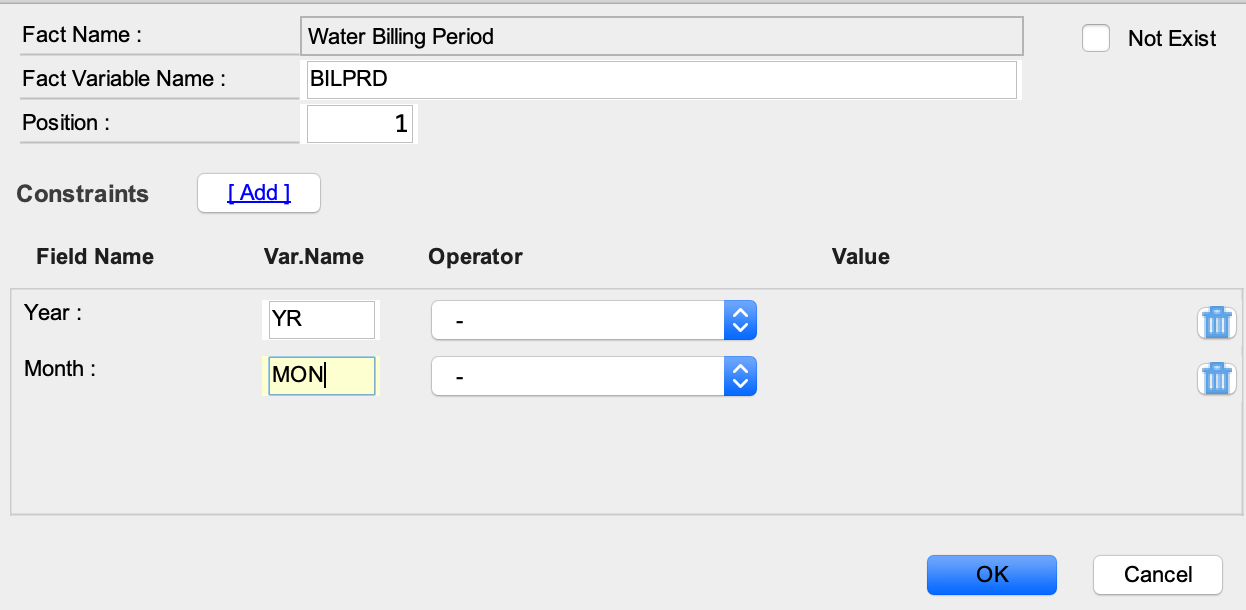 Fact Name : Water Billing Period Not Exist
Fact Variable Name : BILPRD
Position : 1
Constraints [ Add ]
Field Name Var.Name Operator Value
Year : YR -
Month : MON -
OK Cancel